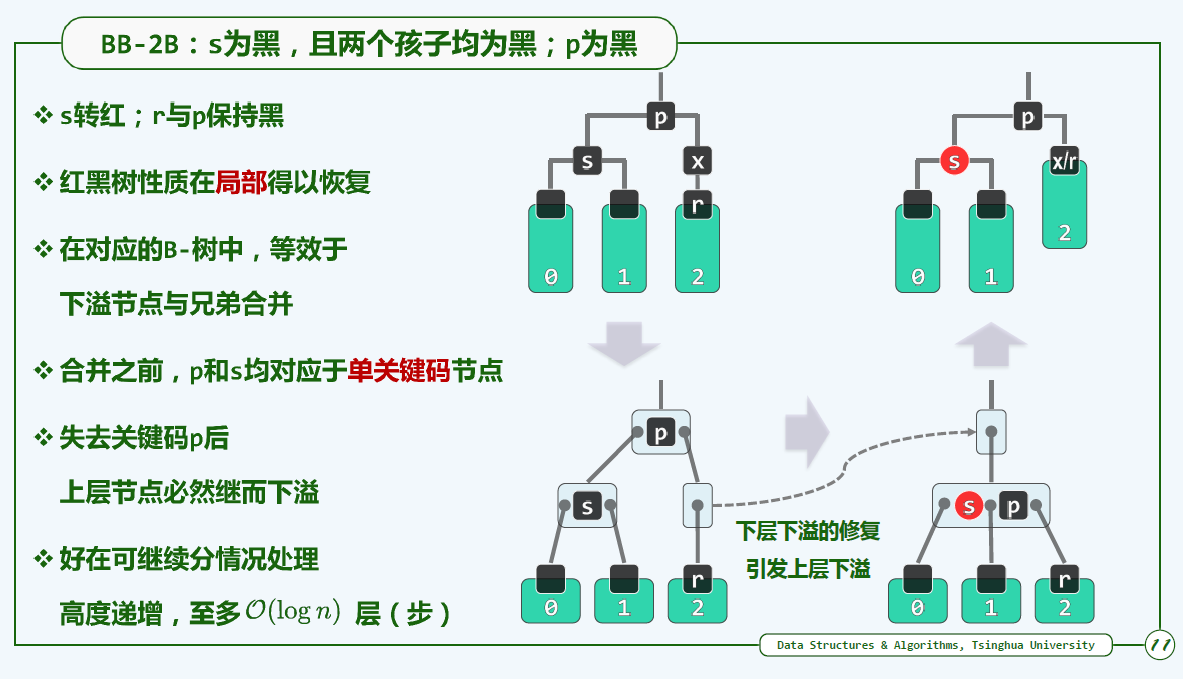 BB-2B：s为黑，且两个孩子均为黑；p为黑
❖ s转红；r与p保持黑
❖ 红黑树性质在局部得以恢复
❖ 在对应的B-树中，等效于
下溢节点与兄弟合并
❖ 合并之前，p和s均对应于单关键码节点
❖ 失去关键码p后
上层节点必然继而下溢
❖ 好在可继续分情况处理
高度递增，至多 O(log n) 层（步）
p
s x
r
0 1 2
p
s x/r
2
0 1
p
s
r
0 1 2
下层下溢的修复
引发上层下溢
s p
r
0 1 2
Data Structures & Algorithms, Tsinghua University
11